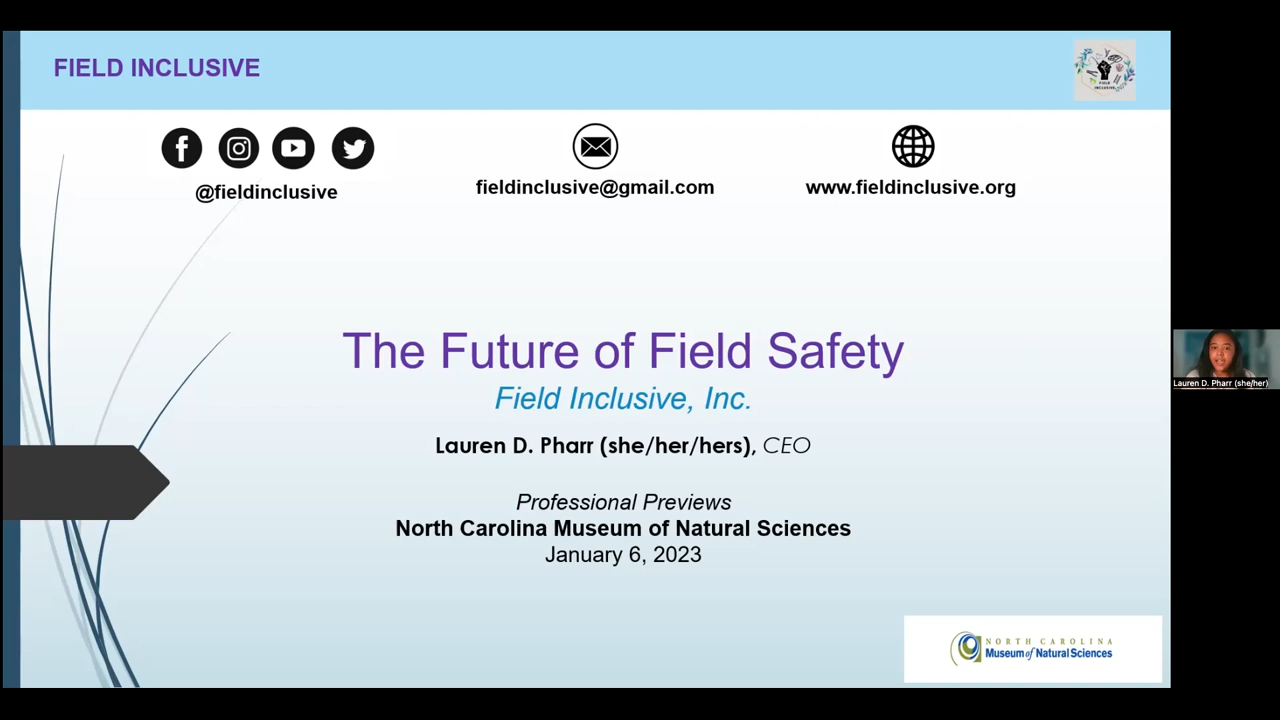 FIELD INCLUSIVE
FIELD
INCLUSIVE
@fieldinclusive
fieldinclusive@gmail.com
www.fieldinclusive.org
The Future of Field Safety
Field Inclusive, Inc.
Lauren D. Pharr (she/her/hers), CEO
Professional Previews
North Carolina Museum of Natural Sciences
January 6, 2023
NORTH CAROLINA
Museum of Natural Sciences
Lauren D. Pharr (she/her)